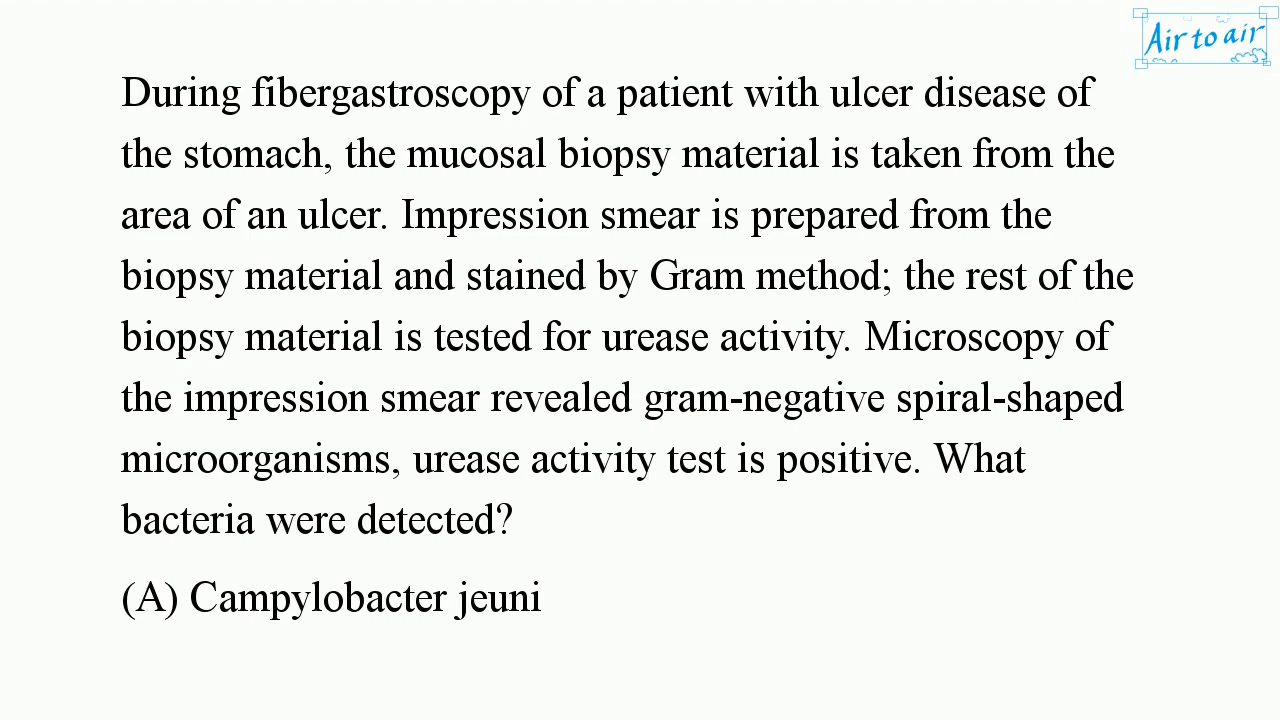 Air to air
During fibergastroscopy of a patient with ulcer disease of
the stomach, the mucosal biopsy material is taken from the
area of an ulcer. Impression smear is prepared from the
biopsy material and stained by Gram method; the rest of the
biopsy material is tested for urease activity. Microscopy of
the impression smear revealed gram-negative spiral-shaped
microorganisms, urease activity test is positive. What
bacteria were detected?
(A) Campylobacter jeuni